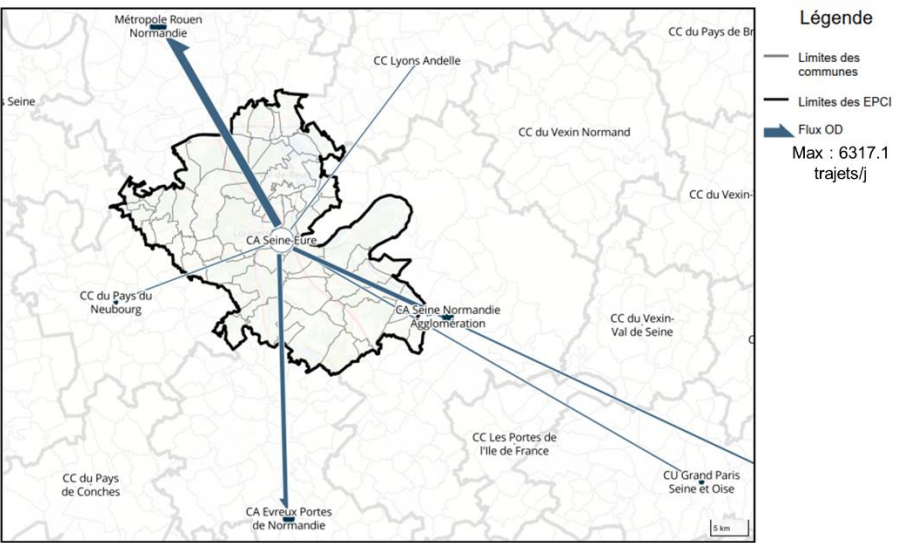 Métropole Rouen
Normandie
CC du Pays de Br
Légende
CC Lyons Andelle
Limites des
communes
s Seine
Limites des EPCI
Flux OD
CC du Vexin Normand
Max : 6317.1
trajets/j
CC du Vexin-
CA Seine-Eure
CC du Pays du
Neubourg
CA Seine Normandie
Agglomération
CC du Vexin-
Val de Seine
CC Les Portes de
l'Ile de France
CC du Pays
de Conches
CU Grand Paris
Seine et Oise
CA Evreux Portes
de Normandie
5 km